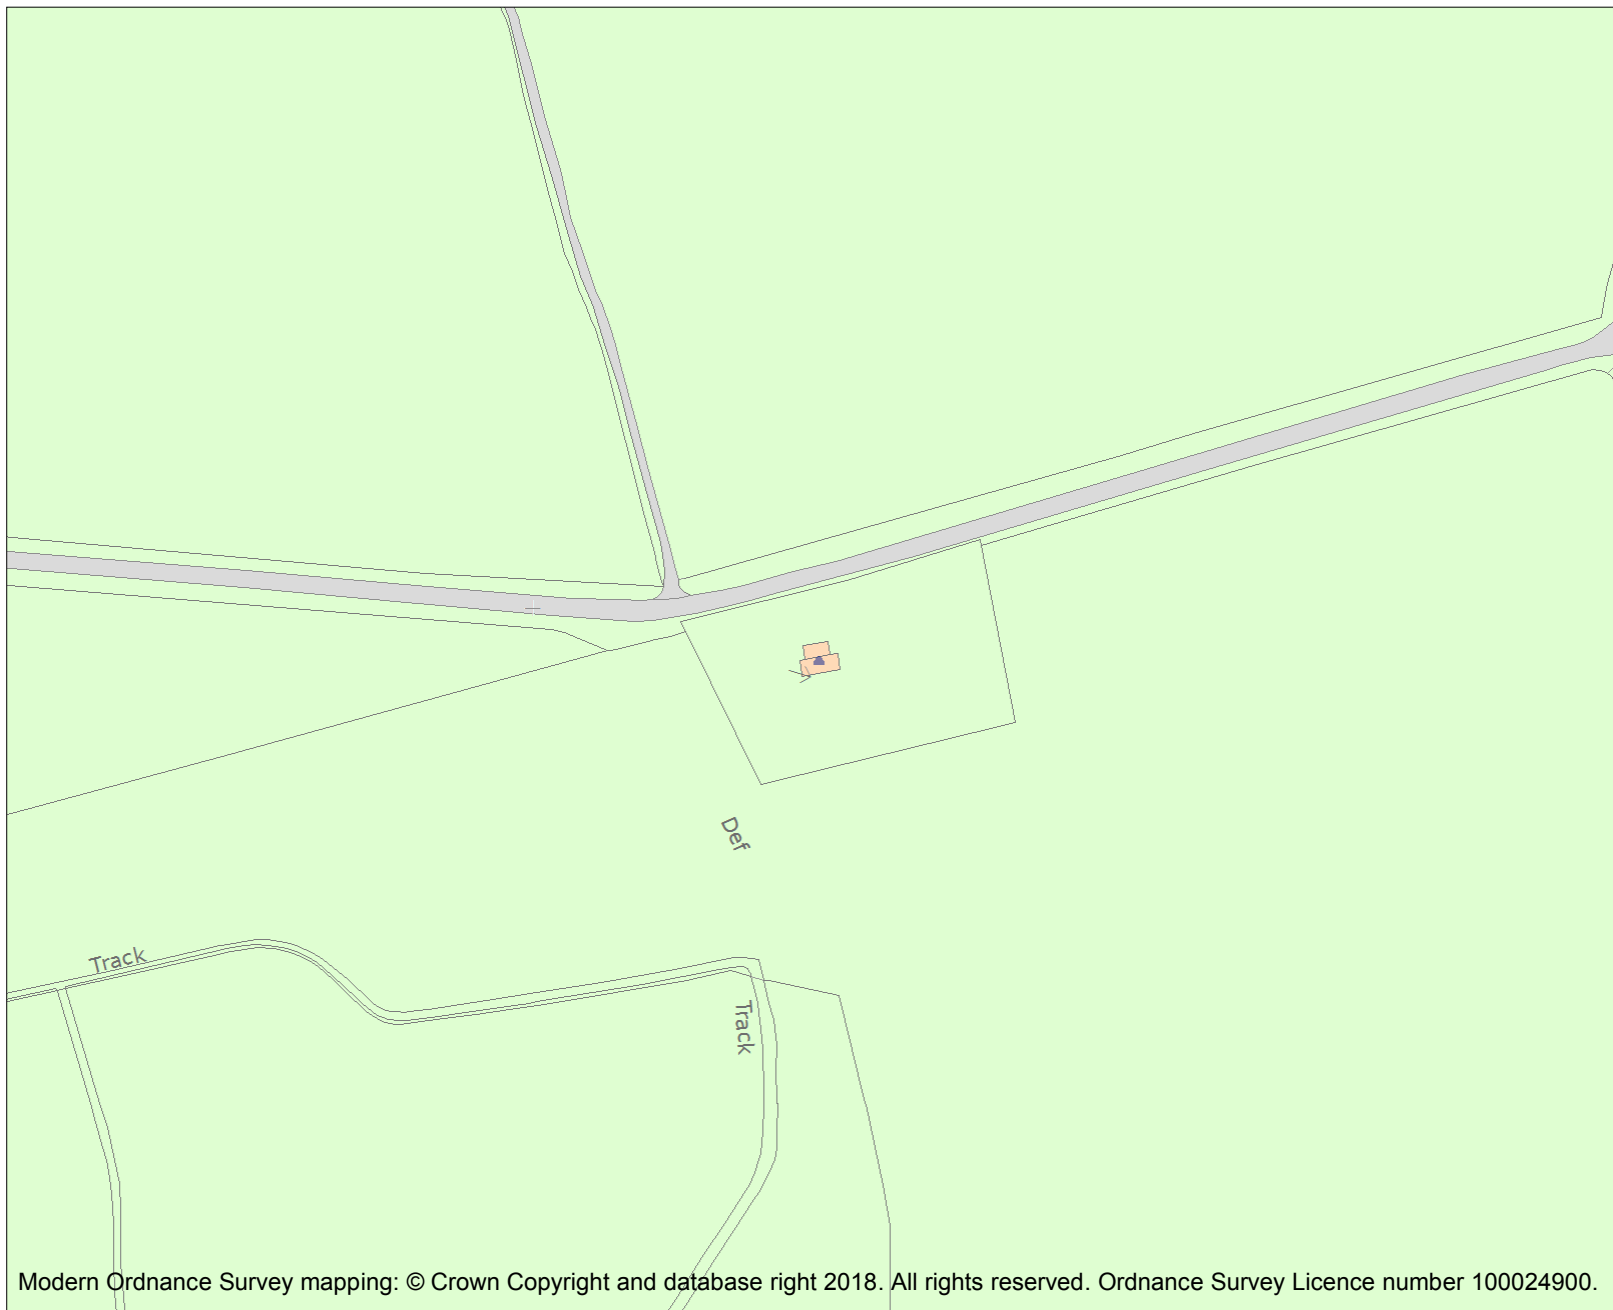 Def
Track
Track
Modern Ordnance Survey mapping: © Crown Copyright and database right 2018. All rights reserved. Ordnance Survey Licence number 100024900.